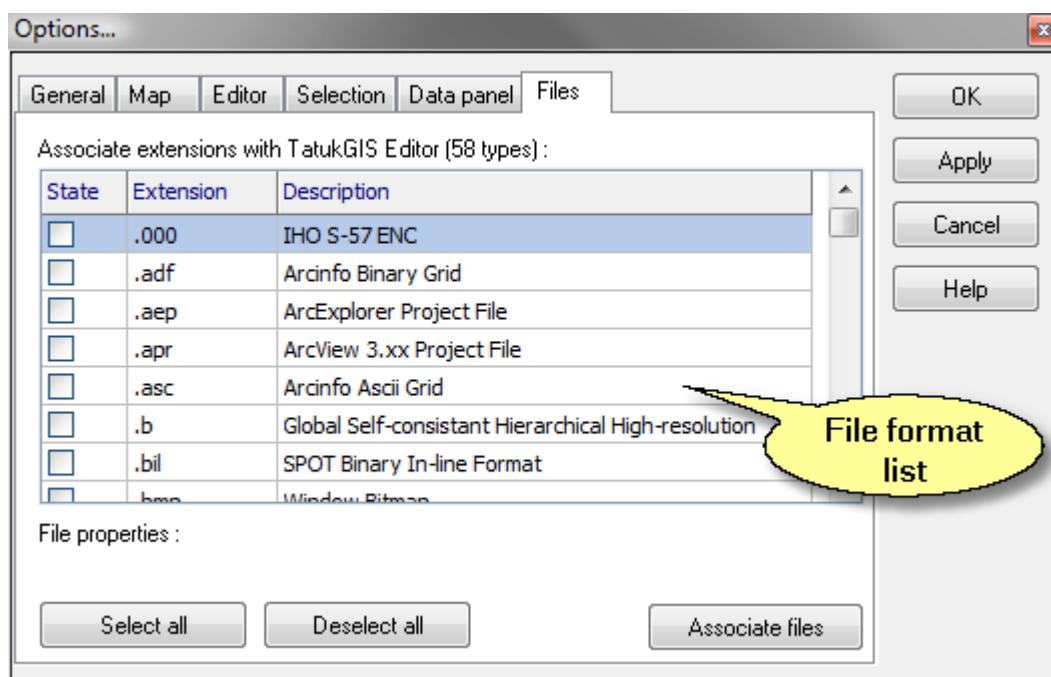 Options...
General Map Editor Selection Data panel Files
Associate extensions with TatukGIS Editor (58 types) :
State Extension Description
.000 IHO S-57 ENC
.adf Arcinfo Binary Grid
.aep ArcExplorer Project File
.apr ArcView 3.xx Project File
.asc Arcinfo Ascii Grid
.b Global Self-consistant Hierarchical High-resolution
.bil SPOT Binary In-line Format
.bmp Window Bitmap
File properties :
Select all Deselect all Associate files
OK
Apply
Cancel
Help
File format
list